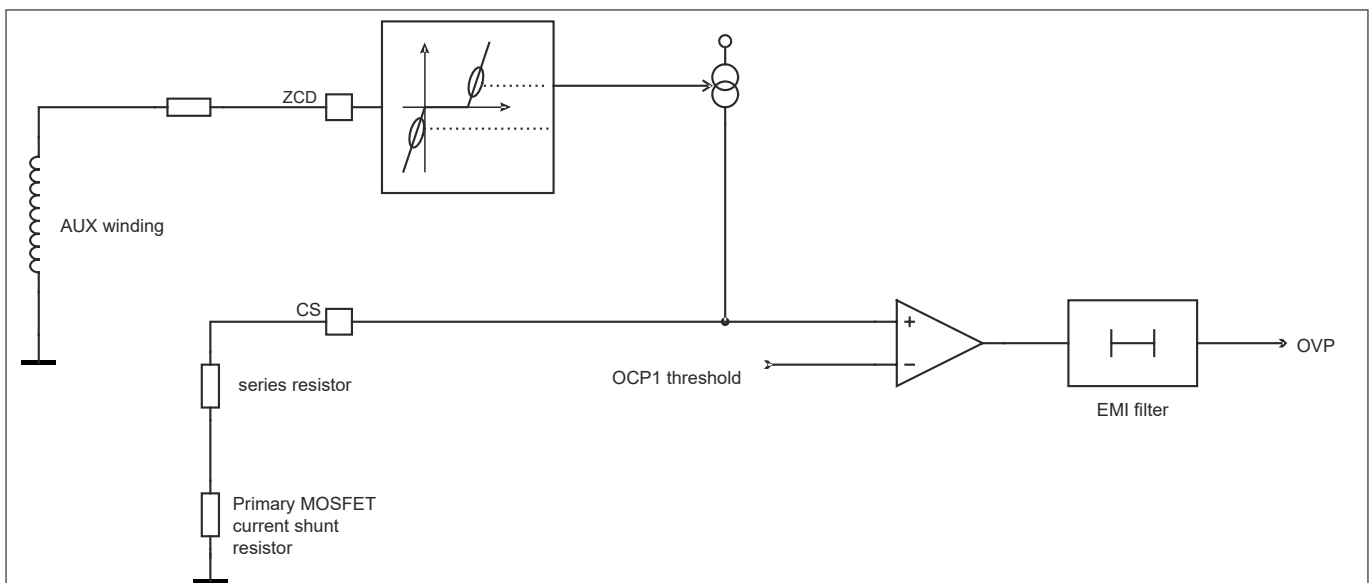 ZCD
AUX winding
CS
+
−
OCP1 threshold
OVP
series resistor
EMI filter
Primary MOSFET
current shunt
resistor